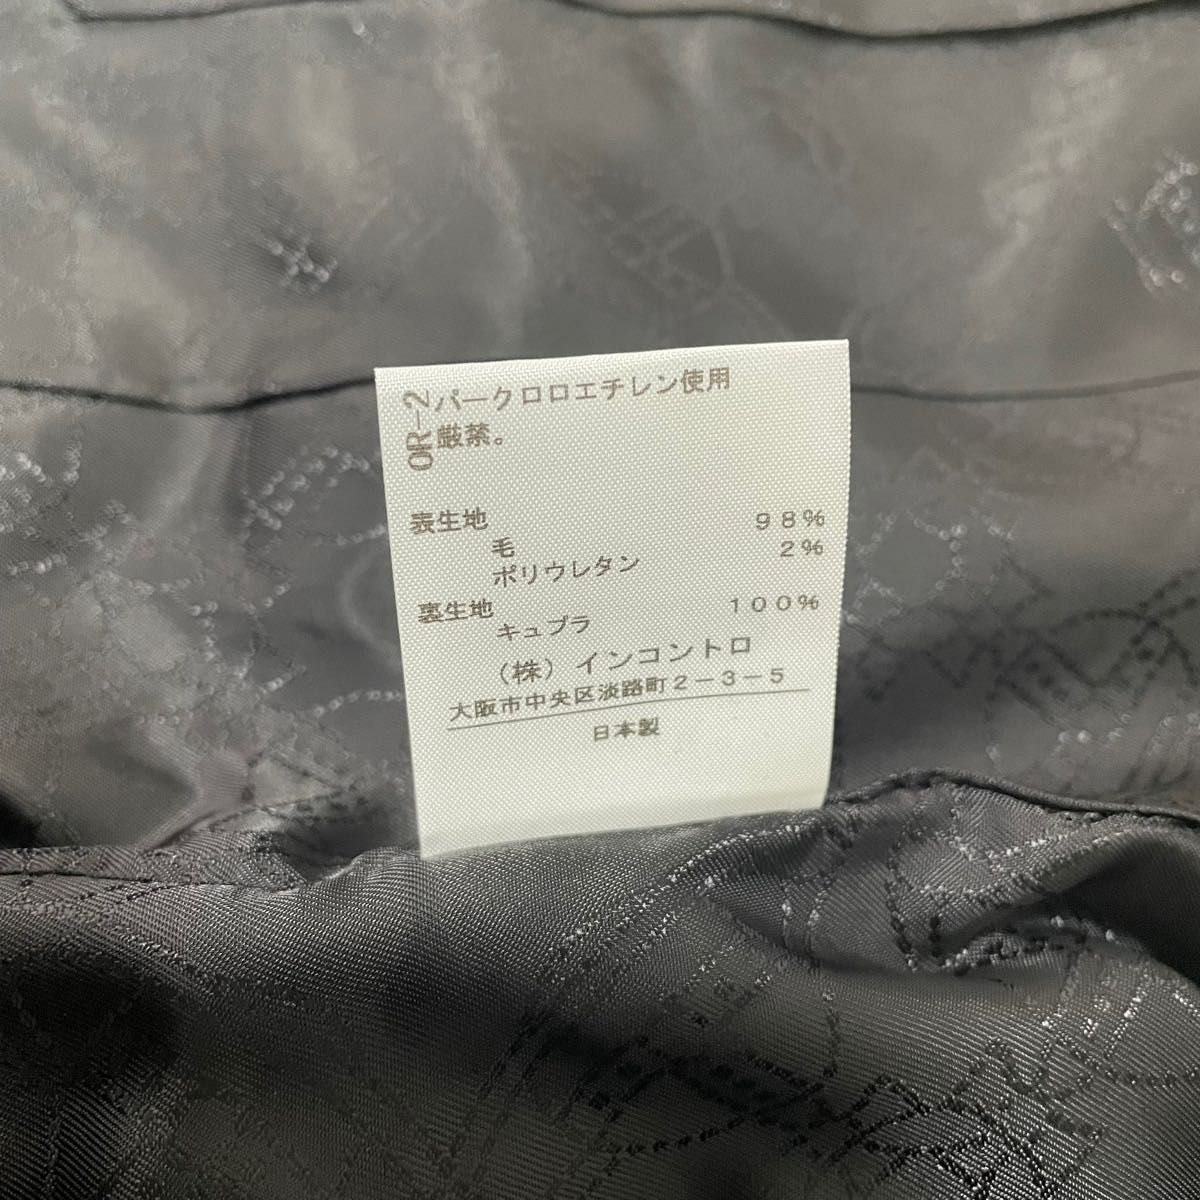 OR-2
パークロロエチレン使用
厳禁。
表生地
毛 98%
ポリウレタン 2%
裏生地
キュプラ 100%
（株）インコントロ
大阪市中央区淡路町2-3-5
日本製